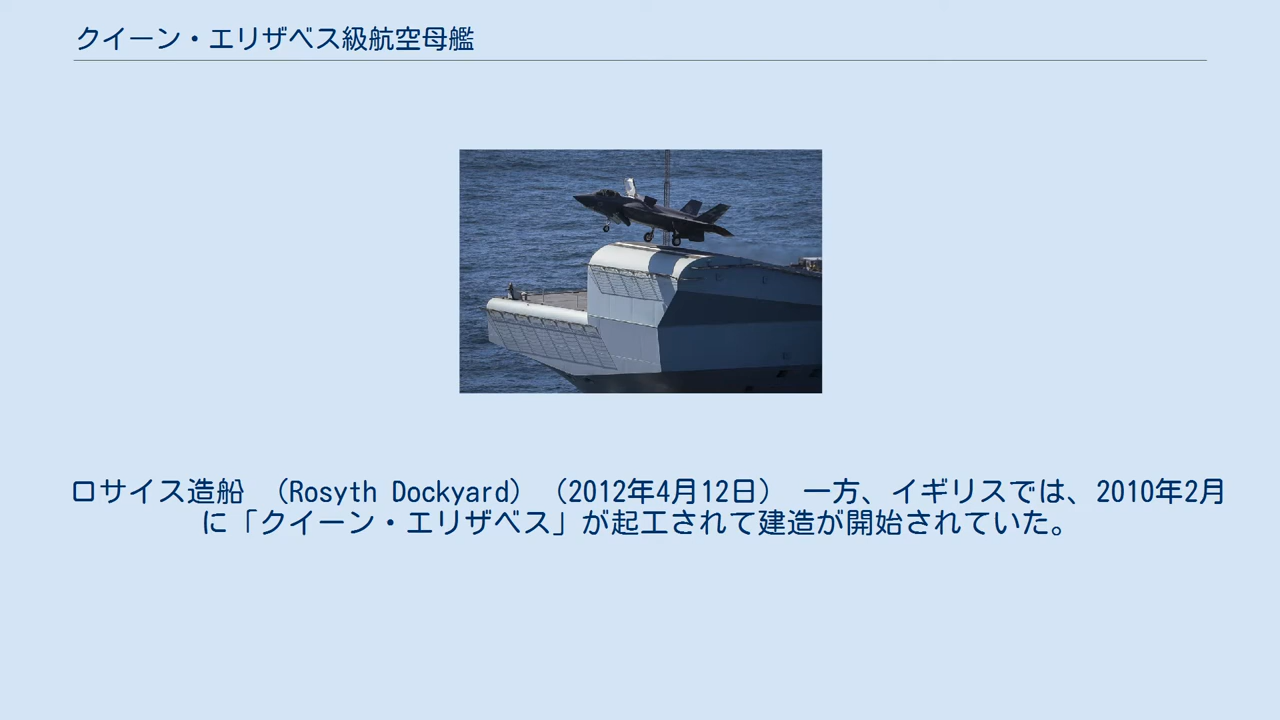 クイーン・エリザベス級航空母艦
ロサイス造船 （Rosyth Dockyard）（2012年4月12日） 一方、イギリスでは、2010年2月
に「クイーン・エリザベス」が起工されて建造が開始されていた。